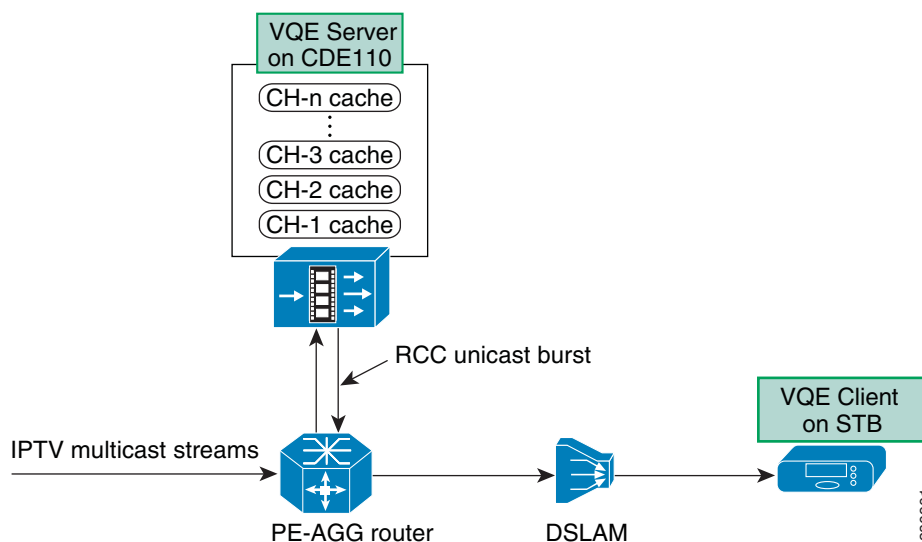 VQE Server
on CDE110
CH-n cache
CH-3 cache
CH-2 cache
CH-1 cache
RCC unicast burst
VQE Client
on STB
IPTV multicast streams
PE-AGG router
DSLAM